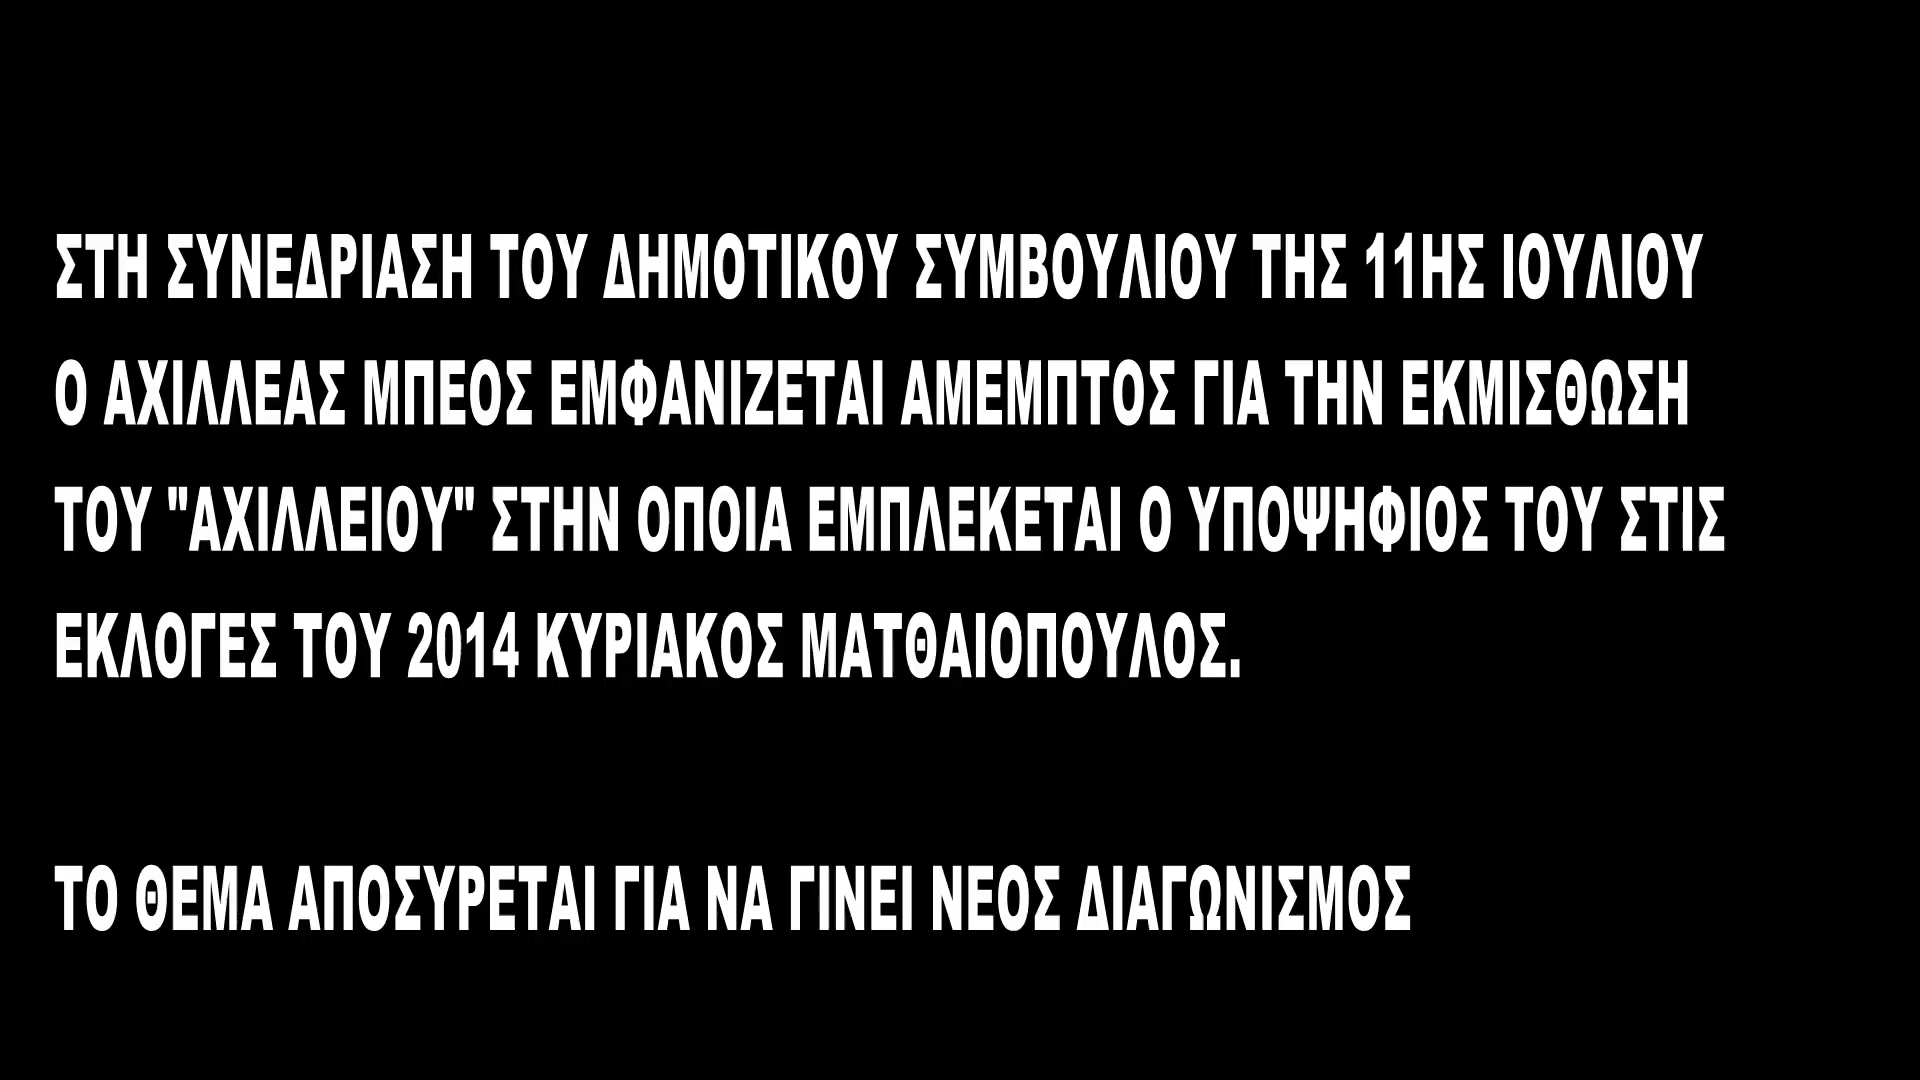 ΣΤΗ ΣΥΝΕΔΡΙΑΣΗ ΤΟΥ ΔΗΜΟΤΙΚΟΥ ΣΥΜΒΟΥΛΙΟΥ ΤΗΣ 11ΗΣ ΙΟΥΛΙΟΥ
Ο ΑΧΙΛΛΕΑΣ ΜΠΕΟΣ ΕΜΦΑΝΙΖΕΤΑΙ ΑΜΕΜΠΤΟΣ ΓΙΑ ΤΗΝ ΕΚΜΙΣΘΩΣΗ
ΤΟΥ "ΑΧΙΛΛΕΙΟΥ" ΣΤΗΝ ΟΠΟΙΑ ΕΜΠΛΕΚΕΤΑΙ Ο ΥΠΟΨΗΦΙΟΣ ΤΟΥ ΣΤΙΣ
ΕΚΛΟΓΕΣ ΤΟΥ 2014 ΚΥΡΙΑΚΟΣ ΜΑΤΘΑΙΟΠΟΥΛΟΣ.
ΤΟ ΘΕΜΑ ΑΠΟΣΥΡΕΤΑΙ ΓΙΑ ΝΑ ΓΙΝΕΙ ΝΕΟΣ ΔΙΑΓΩΝΙΣΜΟΣ